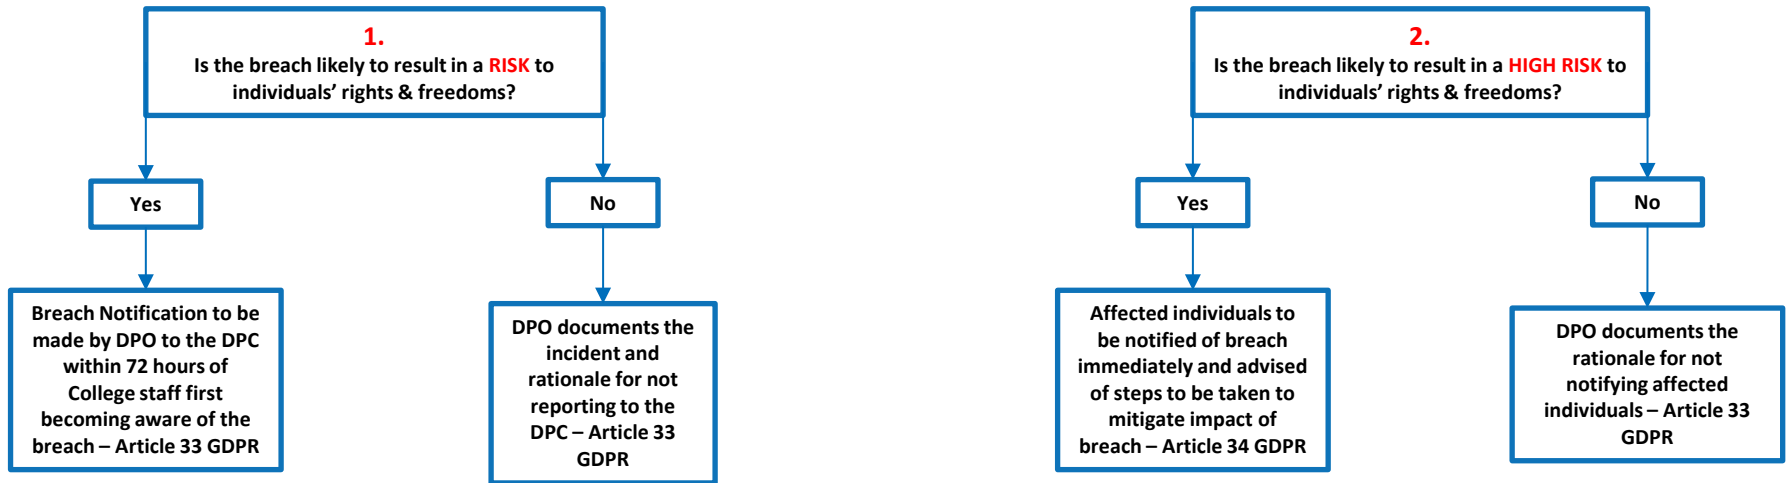 1.
Is the breach likely to result in a RISK to
individuals’ rights & freedoms?
Yes
No
Breach Notification to be
made by DPO to the DPC
within 72 hours of
College staff first
becoming aware of the
breach – Article 33 GDPR
DPO documents the
incident and
rationale for not
reporting to the
DPC – Article 33
GDPR
2.
Is the breach likely to result in a HIGH RISK to
individuals’ rights & freedoms?
Yes
No
Affected individuals to
be notified of breach
immediately and advised
of steps to be taken to
mitigate impact of
breach – Article 34 GDPR
DPO documents the
rationale for not
notifying affected
individuals – Article 33
GDPR